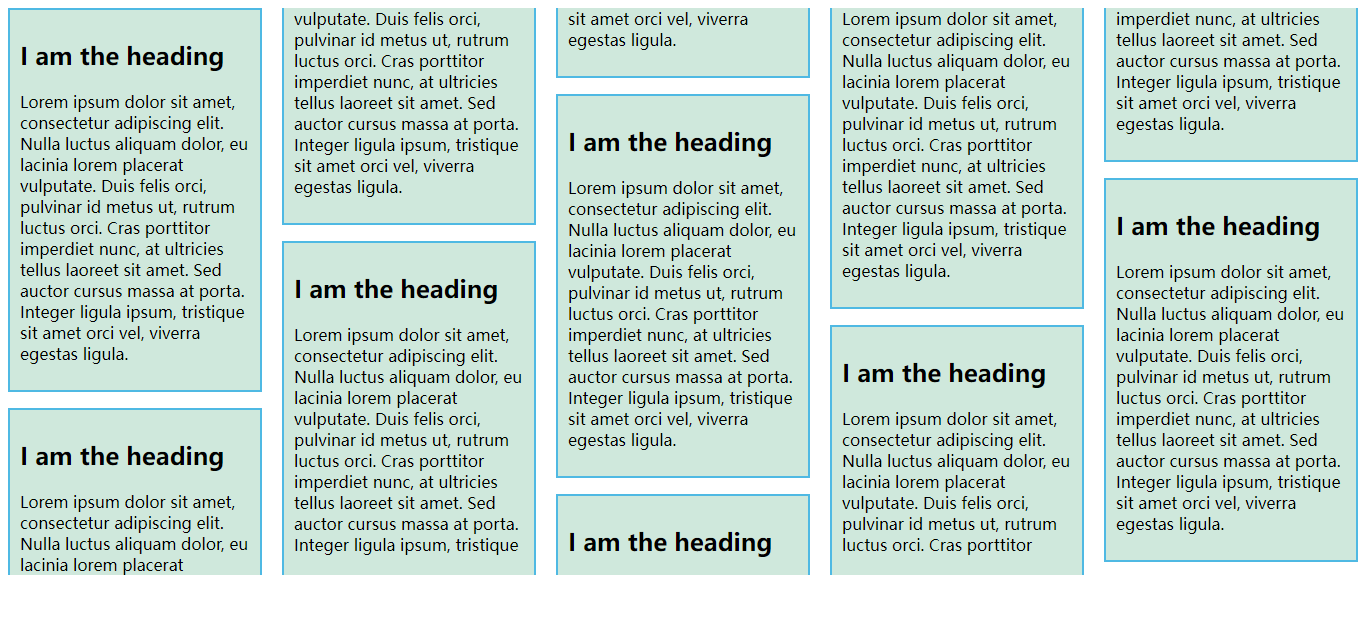 I am the heading
Lorem ipsum dolor sit amet,
consectetur adipiscing elit.
Nulla luctus aliquam dolor, eu
lacinia lorem placerat
vulputate. Duis felis orci,
pulvinar id metus ut, rutrum
luctus orci. Cras porttitor
imperdiet nunc, at ultricies
tellus laoreet sit amet. Sed
auctor cursus massa at porta.
Integer ligula ipsum, tristique
sit amet orci vel, viverra
egestas ligula.
I am the heading
Lorem ipsum dolor sit amet,
consectetur adipiscing elit.
Nulla luctus aliquam dolor, eu
lacinia lorem placerat
vulputate. Duis felis orci,
pulvinar id metus ut, rutrum
luctus orci. Cras porttitor
imperdiet nunc, at ultricies
tellus laoreet sit amet. Sed
auctor cursus massa at porta.
Integer ligula ipsum, tristique
sit amet orci vel, viverra
egestas ligula.
I am the heading
Lorem ipsum dolor sit amet,
consectetur adipiscing elit.
Nulla luctus aliquam dolor, eu
lacinia lorem placerat
vulputate. Duis felis orci,
pulvinar id metus ut, rutrum
luctus orci. Cras porttitor
imperdiet nunc, at ultricies
tellus laoreet sit amet. Sed
auctor cursus massa at porta.
Integer ligula ipsum, tristique
sit amet orci vel, viverra
egestas ligula.
I am the heading
Lorem ipsum dolor sit amet,
consectetur adipiscing elit.
Nulla luctus aliquam dolor, eu
lacinia lorem placerat
vulputate. Duis felis orci,
pulvinar id metus ut, rutrum
luctus orci. Cras porttitor
imperdiet nunc, at ultricies
tellus laoreet sit amet. Sed
auctor cursus massa at porta.
Integer ligula ipsum, tristique
sit amet orci vel, viverra
egestas ligula.
I am the heading
Lorem ipsum dolor sit amet,
consectetur adipiscing elit.
Nulla luctus aliquam dolor, eu
lacinia lorem placerat
vulputate. Duis felis orci,
pulvinar id metus ut, rutrum
luctus orci. Cras porttitor
imperdiet nunc, at ultricies
tellus laoreet sit amet. Sed
auctor cursus massa at porta.
Integer ligula ipsum, tristique
sit amet orci vel, viverra
egestas ligula.
I am the heading
Lorem ipsum dolor sit amet,
consectetur adipiscing elit.
Nulla luctus aliquam dolor, eu
lacinia lorem placerat
vulputate. Duis felis orci,
pulvinar id metus ut, rutrum
luctus orci. Cras porttitor
imperdiet nunc, at ultricies
tellus laoreet sit amet. Sed
auctor cursus massa at porta.
Integer ligula ipsum, tristique
sit amet orci vel, viverra
egestas ligula.
I am the heading
Lorem ipsum dolor sit amet,
consectetur adipiscing elit.
Nulla luctus aliquam dolor, eu
lacinia lorem placerat
vulputate. Duis felis orci,
pulvinar id metus ut, rutrum
luctus orci. Cras porttitor
imperdiet nunc, at ultricies
tellus laoreet sit amet. Sed
auctor cursus massa at porta.
Integer ligula ipsum, tristique
sit amet orci vel, viverra
egestas ligula.